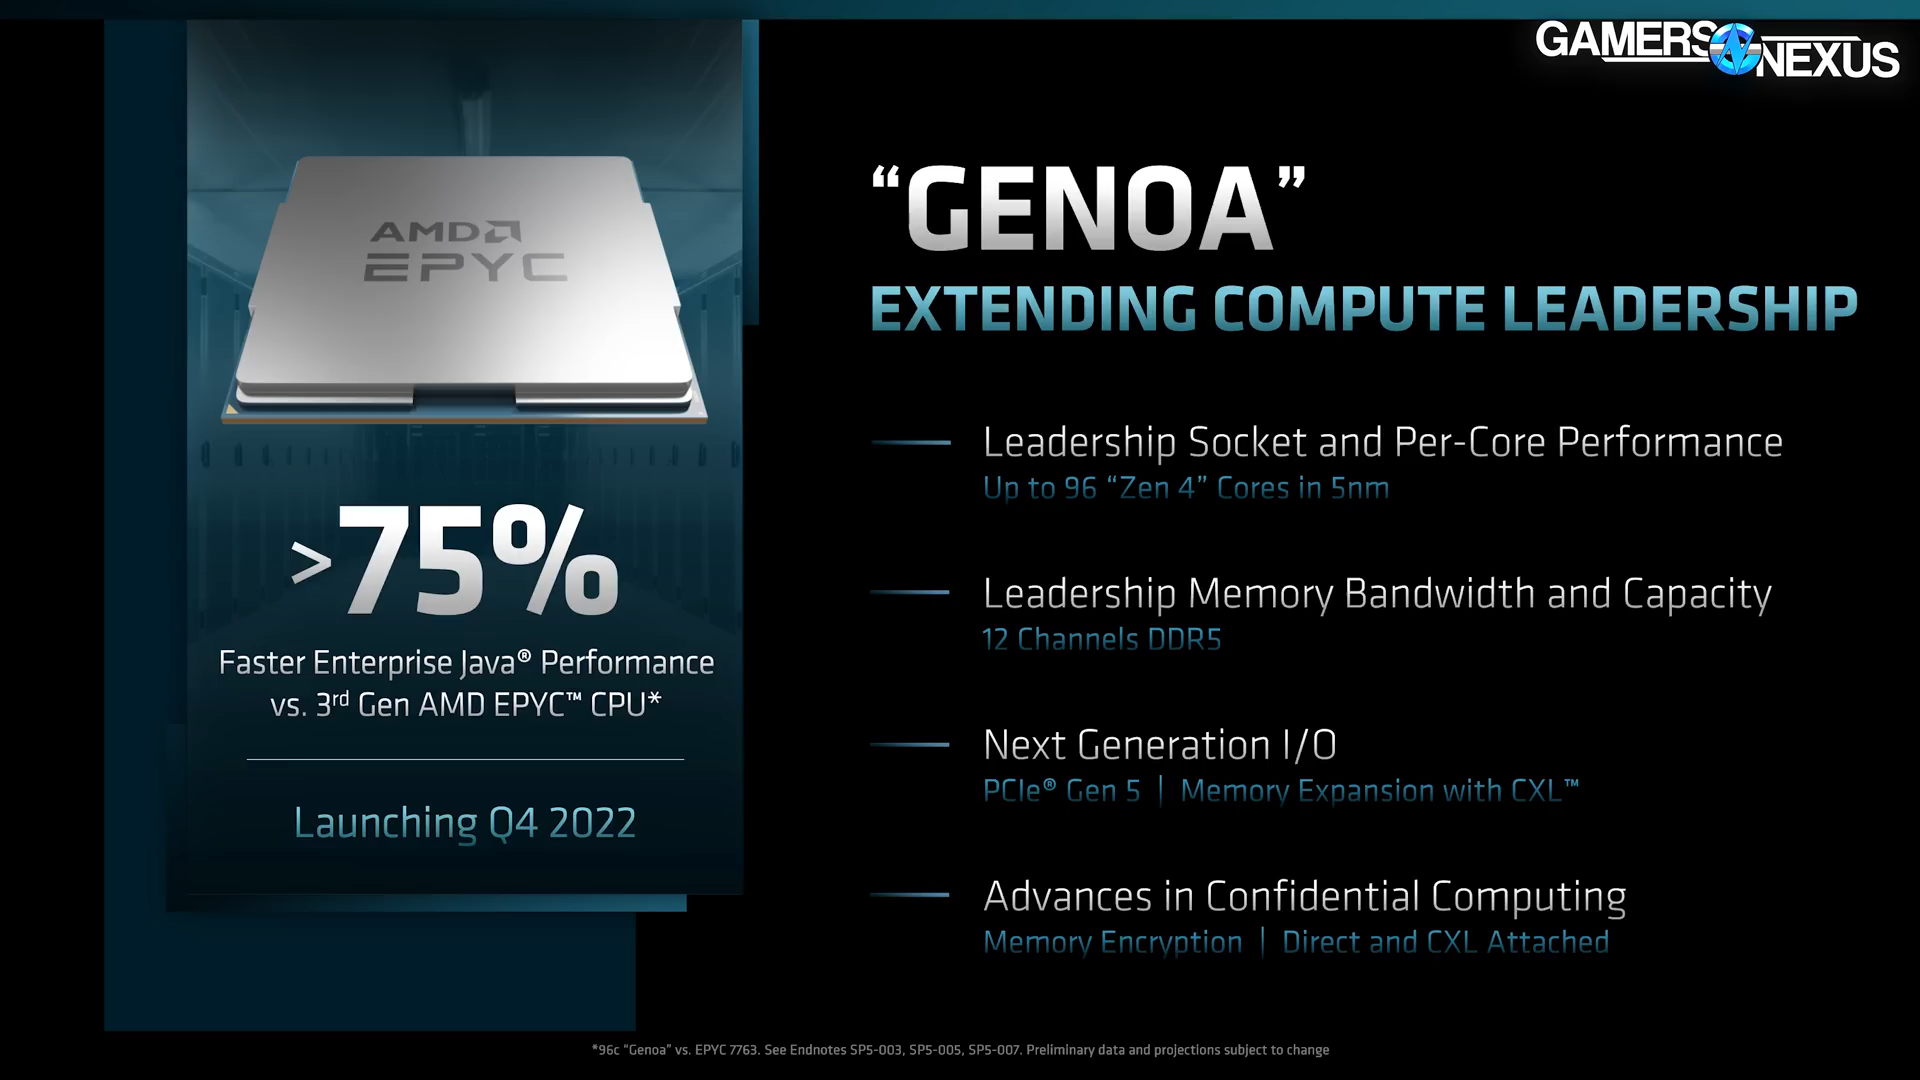 GAMERS NEXUS
AMD
EPYC
>75%
Faster Enterprise Java® Performance
vs. 3rd Gen AMD EPYC™ CPU*
Launching Q4 2022
“GENOA”
EXTENDING COMPUTE LEADERSHIP
Leadership Socket and Per-Core Performance
Up to 96 “Zen 4” Cores in 5nm
Leadership Memory Bandwidth and Capacity
12 Channels DDR5
Next Generation I/O
PCIe® Gen 5 | Memory Expansion with CXL™
Advances in Confidential Computing
Memory Encryption | Direct and CXL Attached
*96c “Genoa” vs. EPYC 7763. See Endnotes SP5-003, SP5-005, SP5-007. Preliminary data and projections subject to change